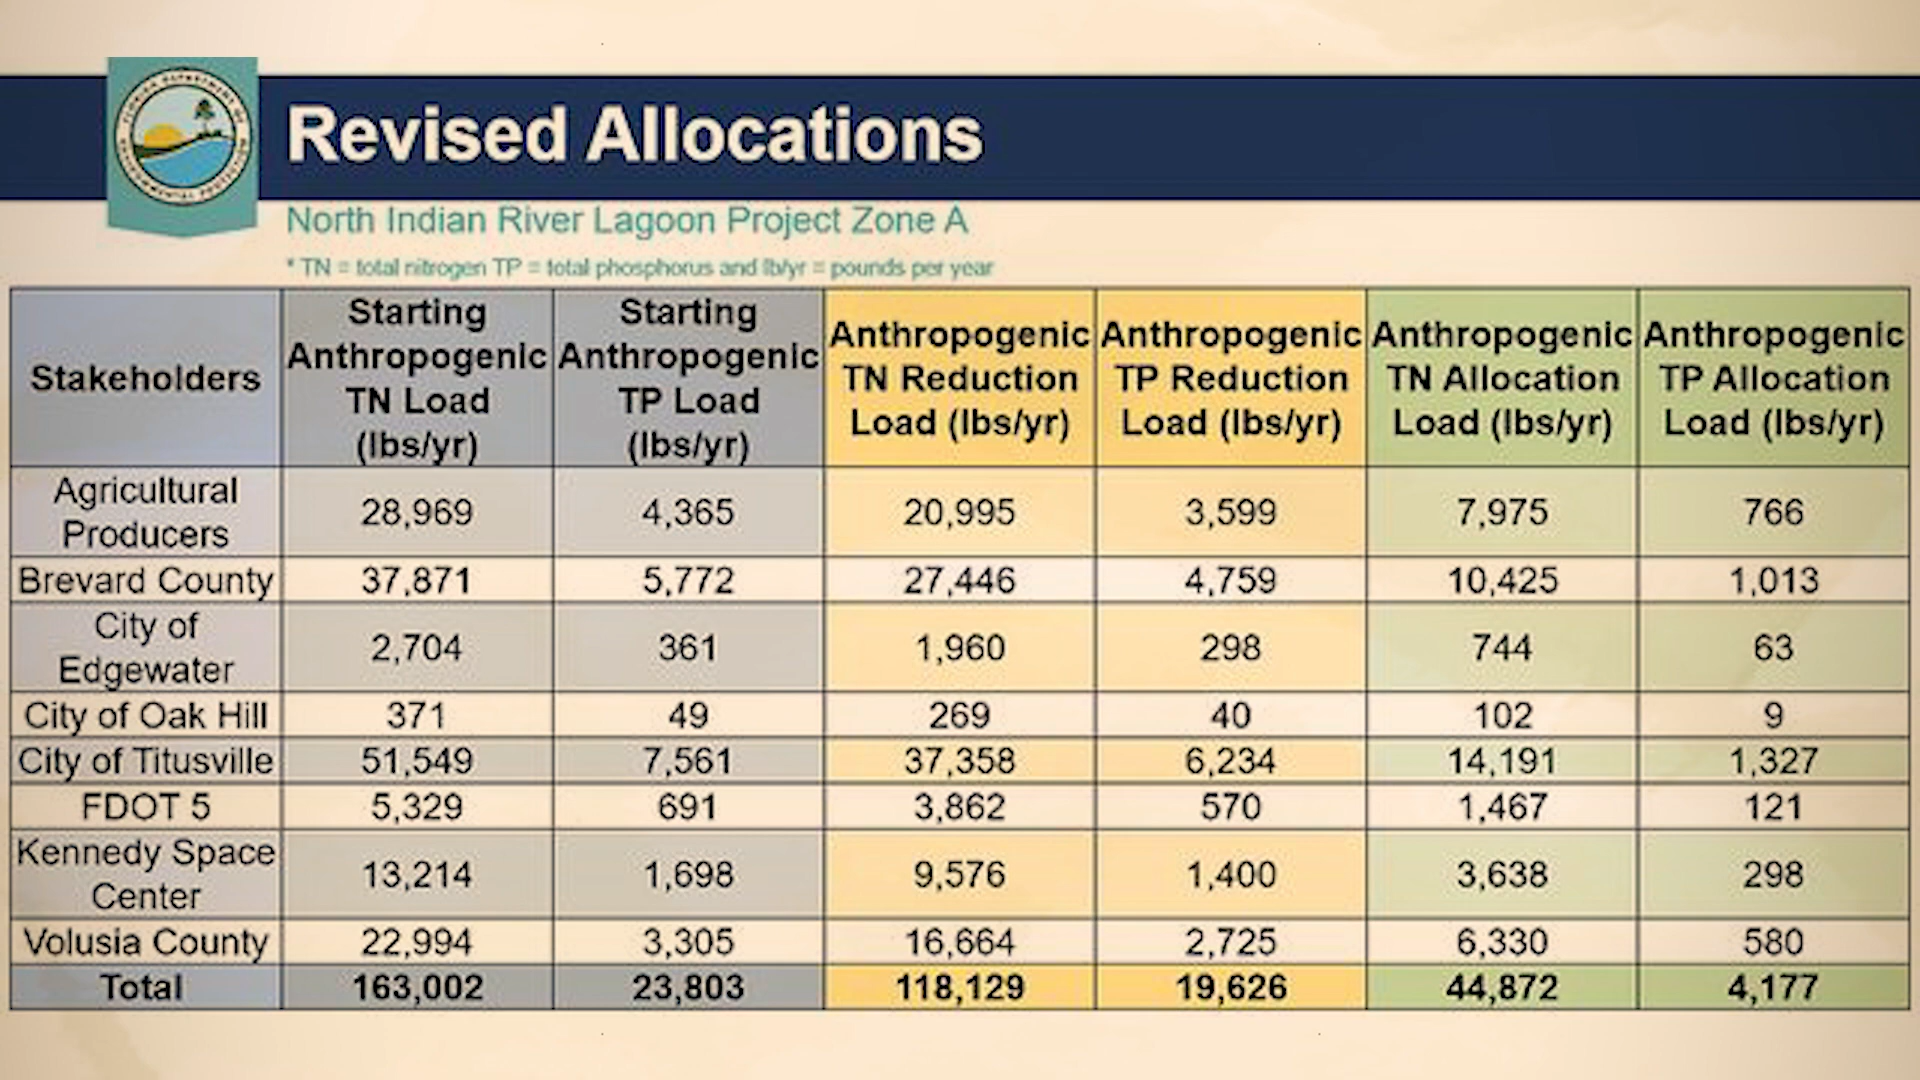 Revised Allocations
North Indian River Lagoon Project Zone A
* TN = total nitrogen TP = total phosphorus and lb/yr = pounds per year
Stakeholders | Starting Anthropogenic TN Load (lbs/yr) | Starting Anthropogenic TP Load (lbs/yr) | Anthropogenic TN Reduction Load (lbs/yr) | Anthropogenic TP Reduction Load (lbs/yr) | Anthropogenic TN Allocation Load (lbs/yr) | Anthropogenic TP Allocation Load (lbs/yr)
Agricultural Producers | 28,969 | 4,365 | 20,995 | 3,599 | 7,975 | 766
Brevard County | 37,871 | 5,772 | 27,446 | 4,759 | 10,425 | 1,013
City of Edgewater | 2,704 | 361 | 1,960 | 298 | 744 | 63
City of Oak Hill | 371 | 49 | 269 | 40 | 102 | 9
City of Titusville | 51,549 | 7,561 | 37,358 | 6,234 | 14,191 | 1,327
FDOT 5 | 5,329 | 691 | 3,862 | 570 | 1,467 | 121
Kennedy Space Center | 13,214 | 1,698 | 9,576 | 1,400 | 3,638 | 298
Volusia County | 22,994 | 3,305 | 16,664 | 2,725 | 6,330 | 580
Total | 163,002 | 23,803 | 118,129 | 19,626 | 44,872 | 4,177